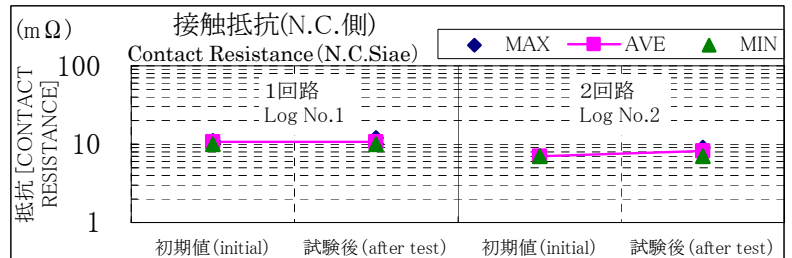 (mΩ)
接触抵抗(N.C.側)
Contact Resistance(N.C.Siae)
MAX AVE MIN
抵抗[CONTACT
RESISTANCE]
100
10
1
1回路
Log No.1
2回路
Log No.2
初期値(initial) 試験後(after test) 初期値(initial) 試験後(after test)